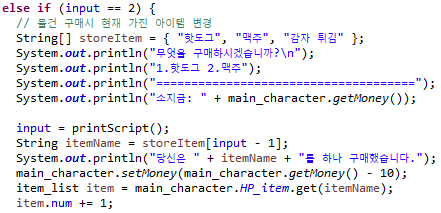 else if (input == 2) {
// 물건 구매시 현재 가진 아이템 변경
String[] storeItem = { "핫도그", "맥주", "감자 튀김" };
System.out.println("무엇을 구매하시겠습니까?\n");
System.out.println("1.핫도그 2.맥주");
System.out.println("=====================================");
System.out.println("소지금: " + main_character.getMoney());
input = printScript();
String itemName = storeItem[input - 1];
System.out.println("당신은 " + itemName + "를 하나 구매했습니다.");
main_character.setMoney(main_character.getMoney() - 10);
item_list item = main_character.HP_item.get(itemName);
item.num += 1;